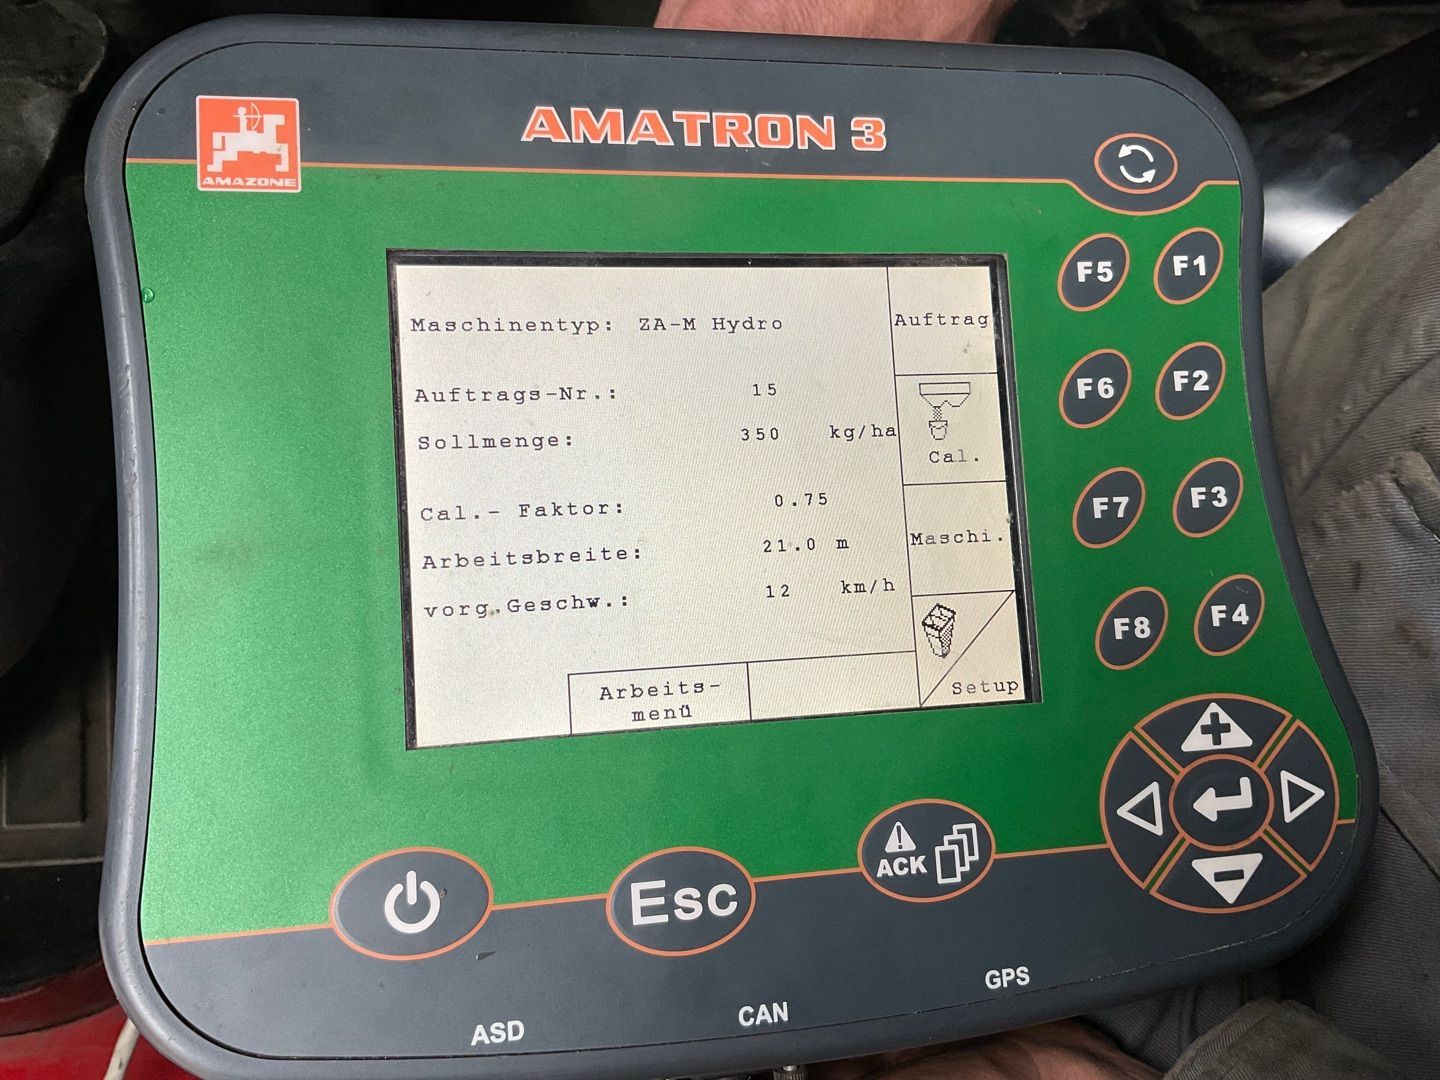 AMAZONE
AMATRON 3
F5 F1
F6 F2
F7 F3
F8 F4
Maschinentyp: ZA-M Hydro
Auftrags-Nr.: 15
Sollmenge: 350 kg/ha
Cal.- Faktor: 0.75
Arbeitsbreite: 21.0 m
vorg.Geschw.: 12 km/h
Auftrag
Cal.
Maschi.
Setup
Arbeits-
menü
Esc
ACK
ASD
CAN
GPS